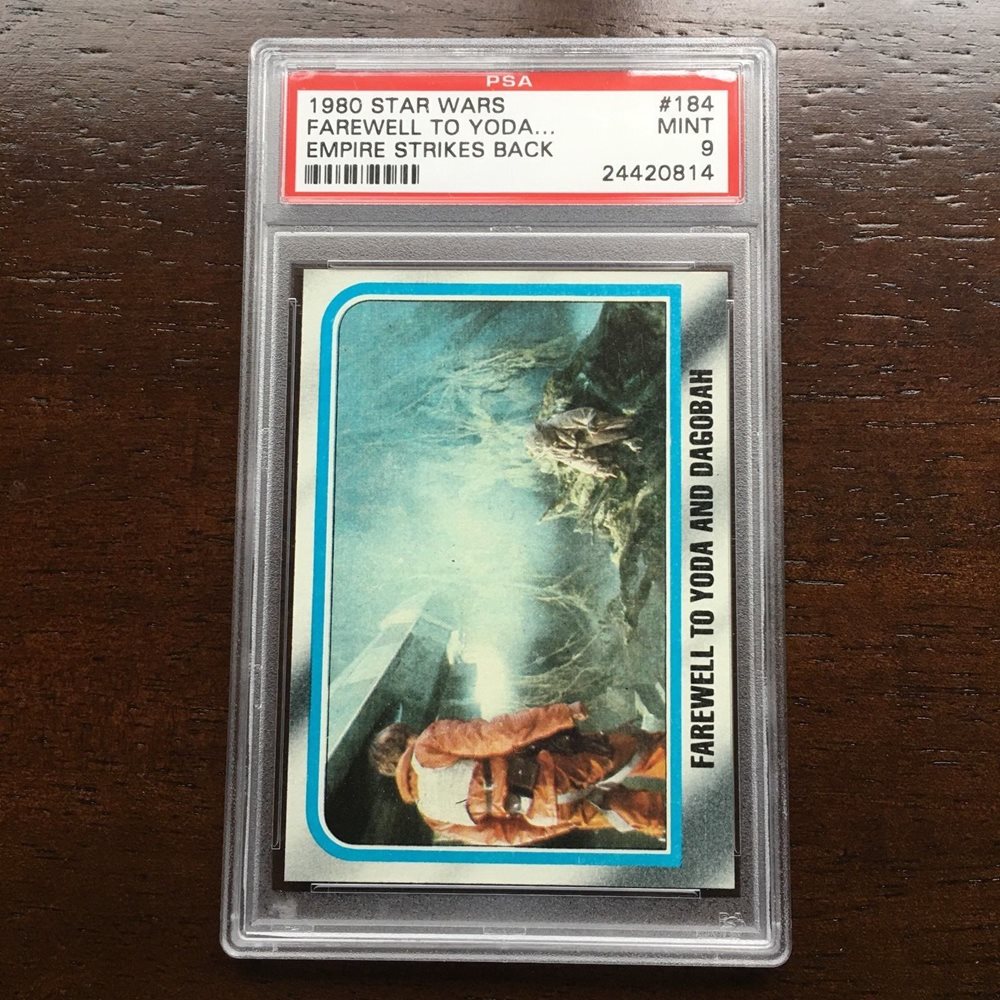 PSA
1980 STAR WARS #184
FAREWELL TO YODA... MINT
EMPIRE STRIKES BACK 9
24420814
FAREWELL TO YODA AND DAGOBAH